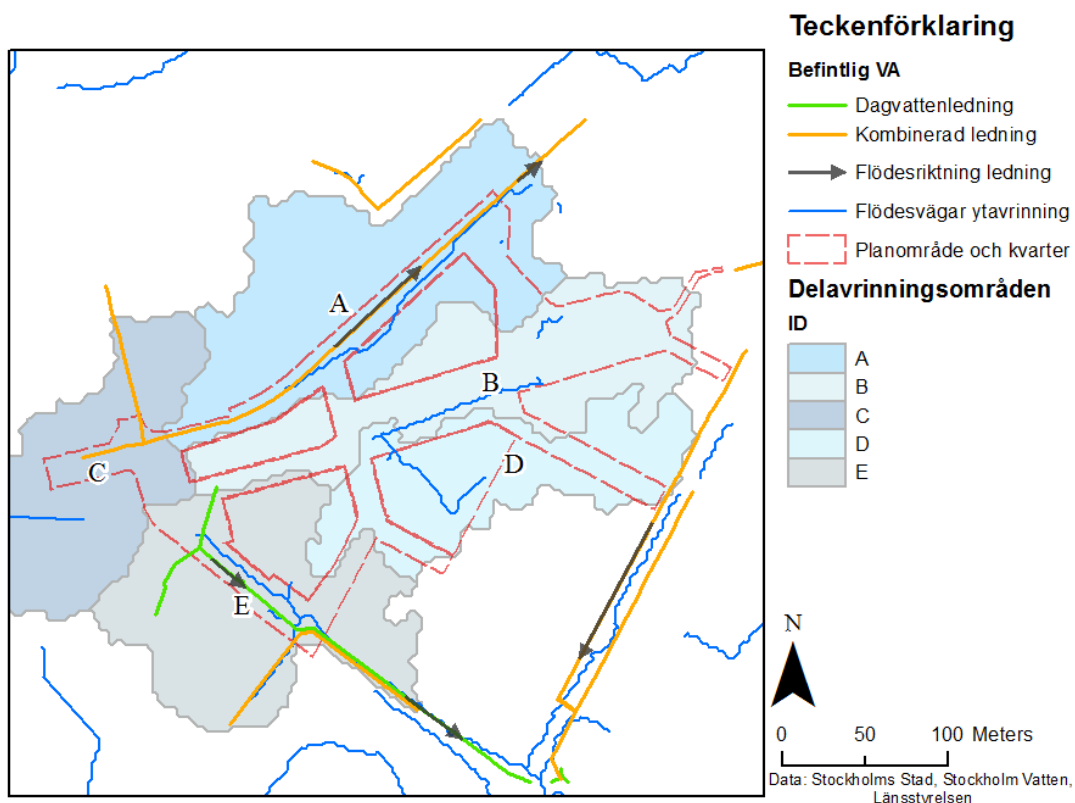 Teckenförklaring
Befintlig VA
Dagvattenledning
Kombinerad ledning
Flödesriktning ledning
Flödesvägar ytavrinning
Planområde och kvarter
Delavrinningsområden
ID
A
B
C
D
E
A
B
C
D
E
N
0 50 100 Meters
Data: Stockholms Stad, Stockholm Vatten,
Länsstyrelsen